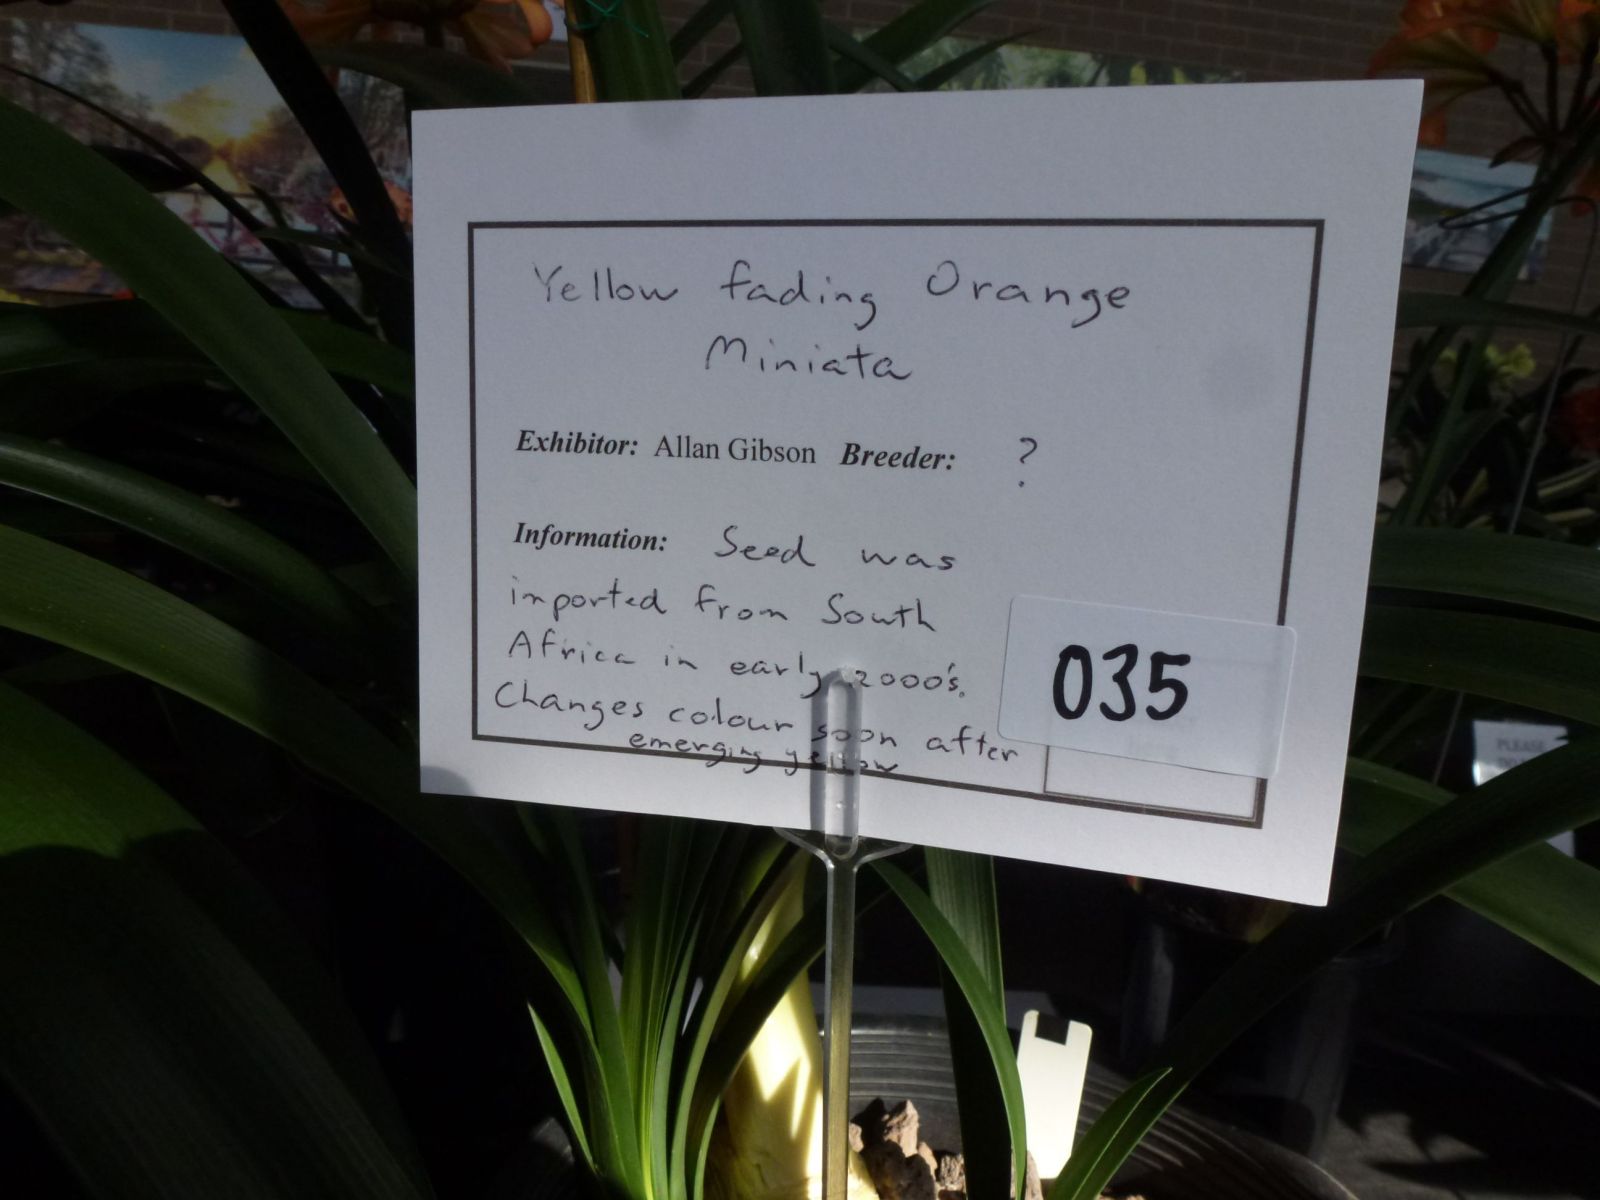 Yellow fading Orange
Miniata
Exhibitor: Allan Gibson Breeder: ?
Information: Seed was
imported from South
Africa in early 2000's.
Changes colour soon after
emerging yellow
035
PLEASE